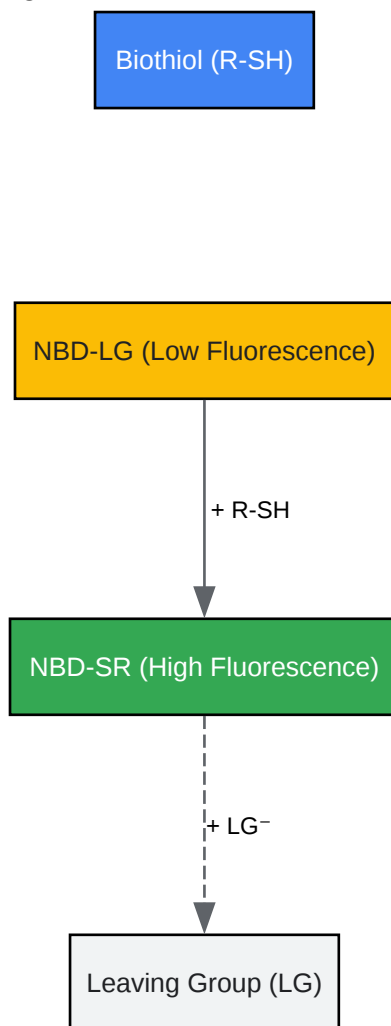 Biothiol (R-SH)
NBD-LG (Low Fluorescence)
+ R-SH
NBD-SR (High Fluorescence)
+ LG⁻
Leaving Group (LG)